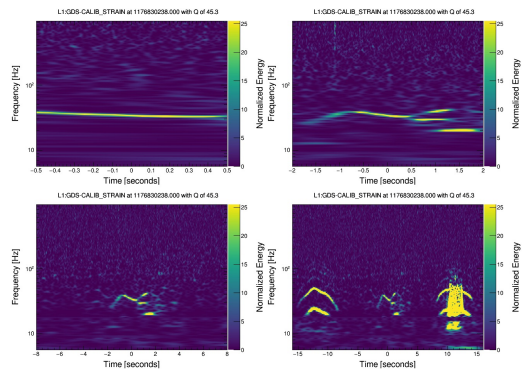 L1:GDS-CALIB_STRAIN at 1176830238.000 with Q of 45.3
Frequency [Hz]
10²
10
−0.5 −0.4 −0.3 −0.2 −0.1 0 0.1 0.2 0.3 0.4 0.5
Time [seconds]
25
20
15
10
5
0
Normalized Energy
L1:GDS-CALIB_STRAIN at 1176830238.000 with Q of 45.3
Frequency [Hz]
10²
10
−2 −1.5 −1 −0.5 0 0.5 1 1.5 2
Time [seconds]
25
20
15
10
5
0
Normalized Energy
L1:GDS-CALIB_STRAIN at 1176830238.000 with Q of 45.3
Frequency [Hz]
10²
10
−8 −6 −4 −2 0 2 4 6 8
Time [seconds]
25
20
15
10
5
0
Normalized Energy
L1:GDS-CALIB_STRAIN at 1176830238.000 with Q of 45.3
Frequency [Hz]
10²
10
−15 −10 −5 0 5 10 15
Time [seconds]
25
20
15
10
5
0
Normalized Energy